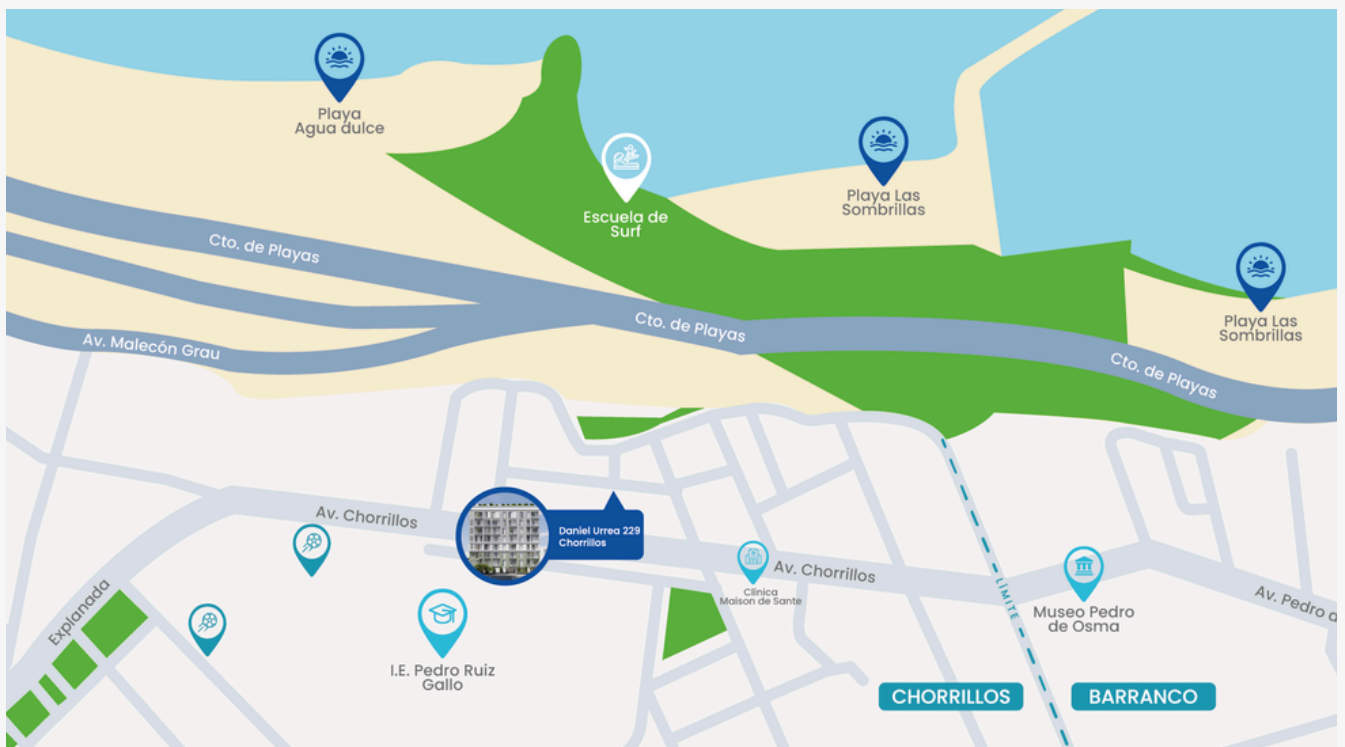 Playa
Agua dulce
Escuela de
Surf
Playa Las
Sombrillas
Playa Las
Sombrillas
Cto. de Playas
Cto. de Playas
Cto. de Playas
Av. Malecón Grau
Av. Chorrillos
Daniel Urrea 229
Chorrillos
Explanada
I.E. Pedro Ruiz
Gallo
Clínica
Maison de Sante
Av. Chorrillos
LÍMITE
Museo Pedro
de Osma
Av. Pedro d
CHORRILLOS
BARRANCO